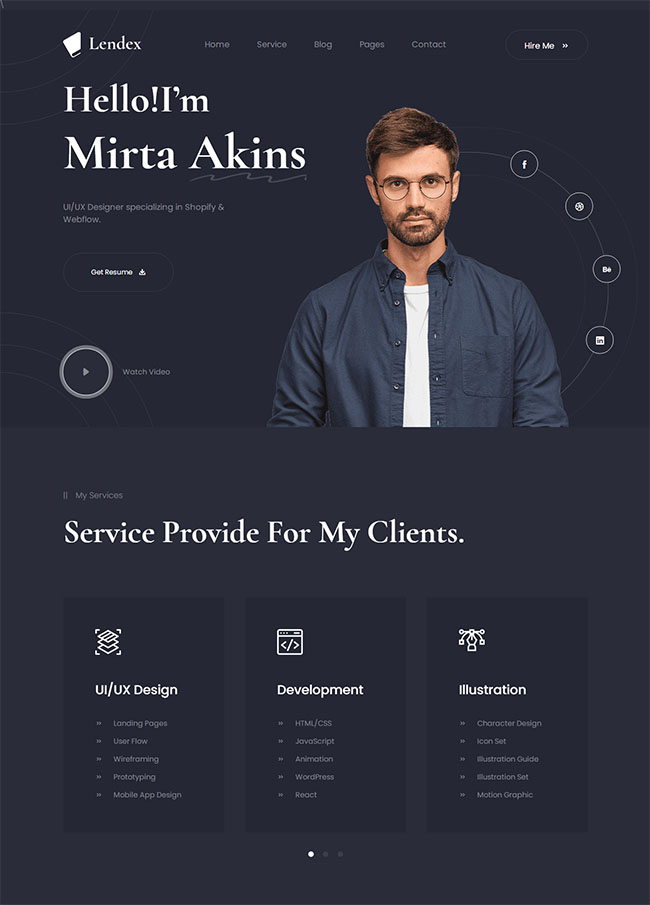 Lendex
Home
Service
Blog
Pages
Contact
Hire Me
Hello!I'm
Mirta Akins
UI/UX Designer specializing in Shopify &
Webflow.
Get Resume
Watch Video
f
Bē
in
My Services
Service Provide For My Clients.
UI/UX Design
Landing Pages
User Flow
Wireframing
Prototyping
Mobile App Design
Development
HTML/CSS
JavaScript
Animation
WordPress
React
Illustration
Character Design
Icon Set
Illustration Guide
Illustration Set
Motion Graphic